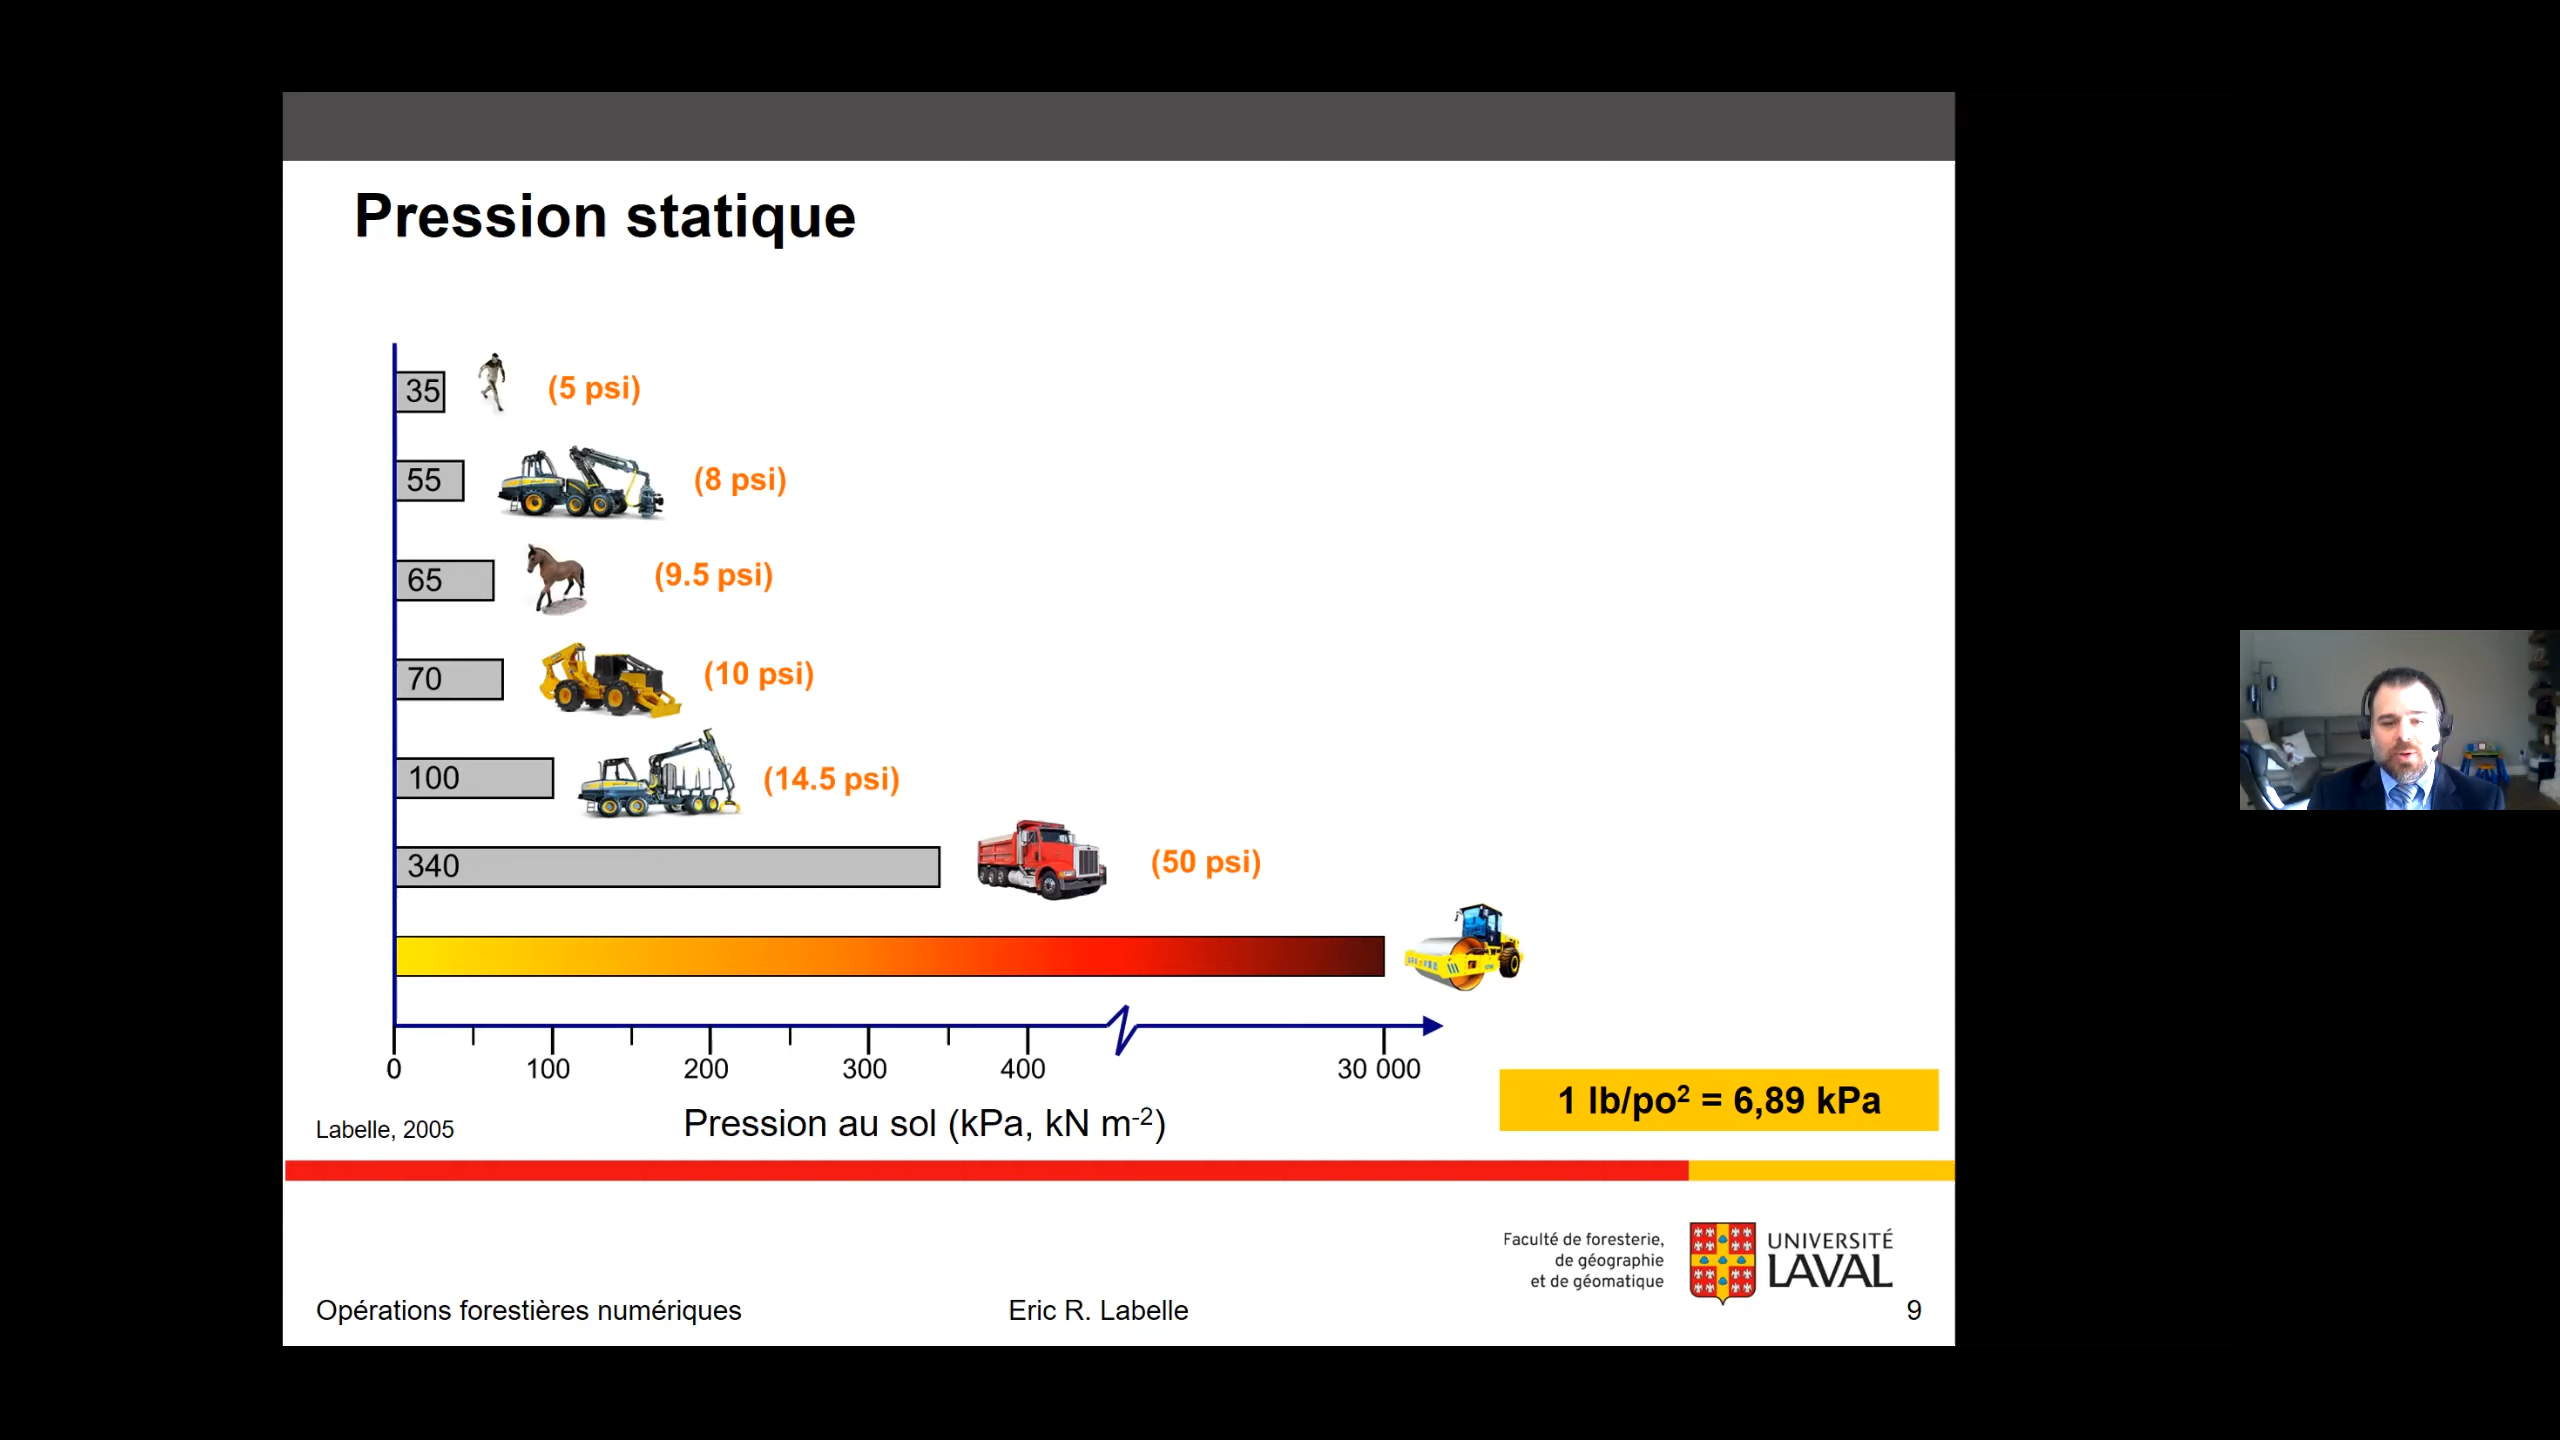 Pression statique
35
(5 psi)
55
(8 psi)
65
(9.5 psi)
70
(10 psi)
100
(14.5 psi)
340
(50 psi)
0
100
200
300
400
30 000
Pression au sol (kPa, kN m-2)
1 lb/po² = 6,89 kPa
Labelle, 2005
Faculté de foresterie,
de géographie
et de géomatique
UNIVERSITÉ
LAVAL
Opérations forestières numériques
Eric R. Labelle
9